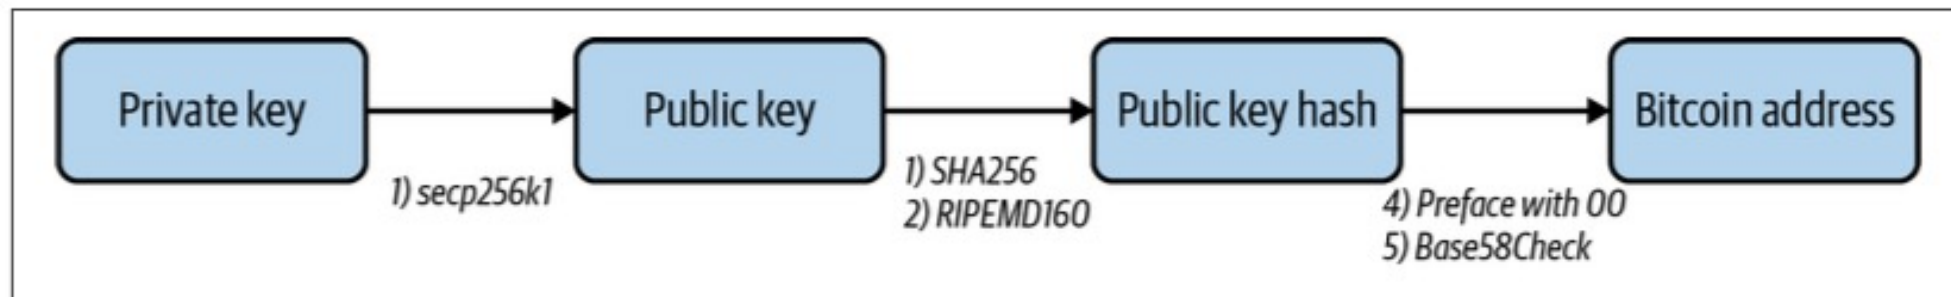 Private key
Public key
Public key hash
Bitcoin address
1) secp256k1
1) SHA256
2) RIPEMD160
4) Preface with 00
5) Base58Check